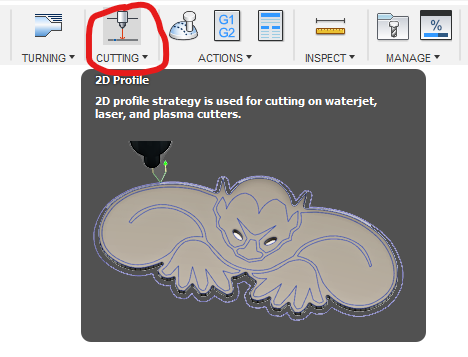 G1
G2
%
TURNING
CUTTING
ACTIONS
INSPECT
MANAGE
2D Profile
2D profile strategy is used for cutting on waterjet,
laser, and plasma cutters.